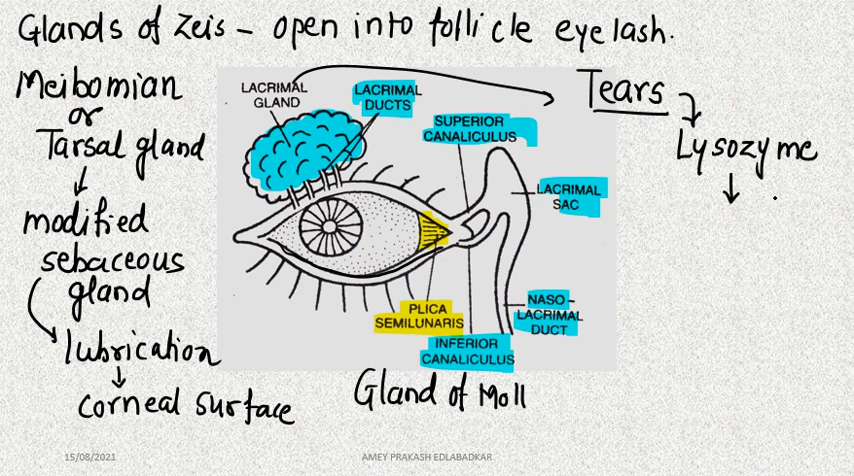 Glands of Zeis – open into follicle eyelash.
Meibomian
or
Tarsal gland
↓
modified
sebaceous
gland
lubrication
↓
corneal surface
LACRIMAL
GLAND
LACRIMAL
DUCTS
SUPERIOR
CANALICULUS
LACRIMAL
SAC
NASO-
LACRIMAL
DUCT
PLICA
SEMILUNARIS
INFERIOR
CANALICULUS
Gland of Moll
Tears
Lysozyme
↓
15/08/2021
AMEY PRAKASH EDLABADKAR